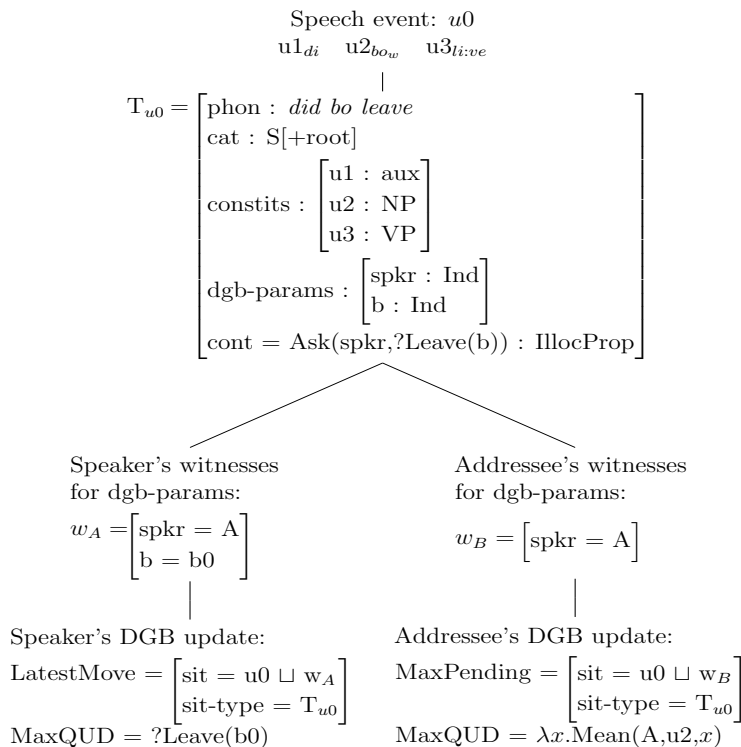 Speech event: u0
u1di u2bow u3li:ve
Tu0 = [phon : did bo leave
cat : S[+root]
constits : [u1 : aux
u2 : NP
u3 : VP]
dgb-params : [spkr : Ind
b : Ind]
cont = Ask(spkr,?Leave(b)) : IllocProp]
Speaker's witnesses
for dgb-params:
wA = [spkr = A
b = b0]
Speaker's DGB update:
LatestMove = [sit = u0 ⊔ wA
sit-type = Tu0]
MaxQUD = ?Leave(b0)
Addressee's witnesses
for dgb-params:
wB = [spkr = A]
Addressee's DGB update:
MaxPending = [sit = u0 ⊔ wB
sit-type = Tu0]
MaxQUD = λx.Mean(A,u2,x)